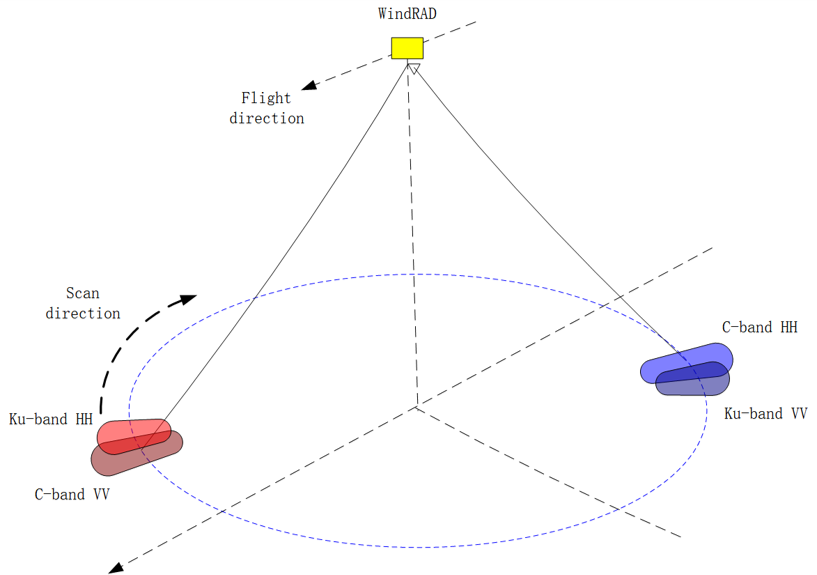 WindRAD
Flight
direction
Scan
direction
C-band HH
Ku-band HH
Ku-band VV
C-band VV